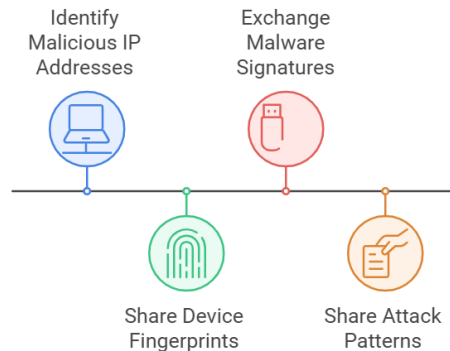 Identify
Malicious IP
Addresses
Exchange
Malware
Signatures
Share Device
Fingerprints
Share Attack
Patterns